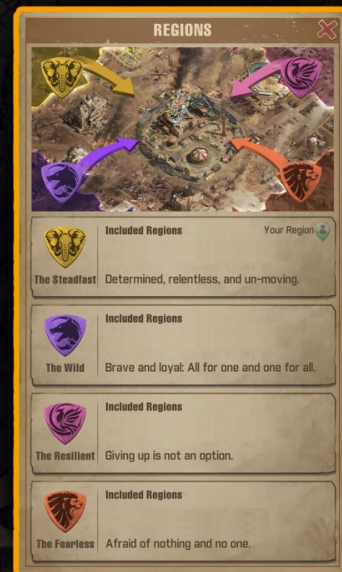 REGIONS
Included Regions
Your Region
The Steadfast
Determined, relentless, and un-moving.
Included Regions
The Wild
Brave and loyal: All for one and one for all.
Included Regions
The Resilient
Giving up is not an option.
Included Regions
The Fearless
Afraid of nothing and no one.